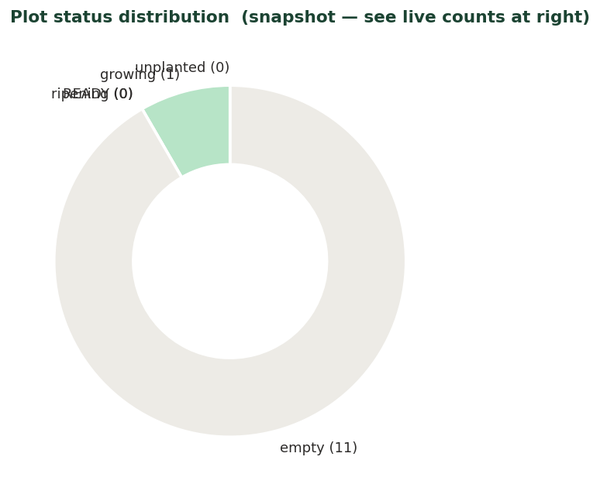 Plot status distribution  (snapshot — see live counts at right)
unplanted (0)
growing (1)
ripening (0)
READY (0)
empty (11)